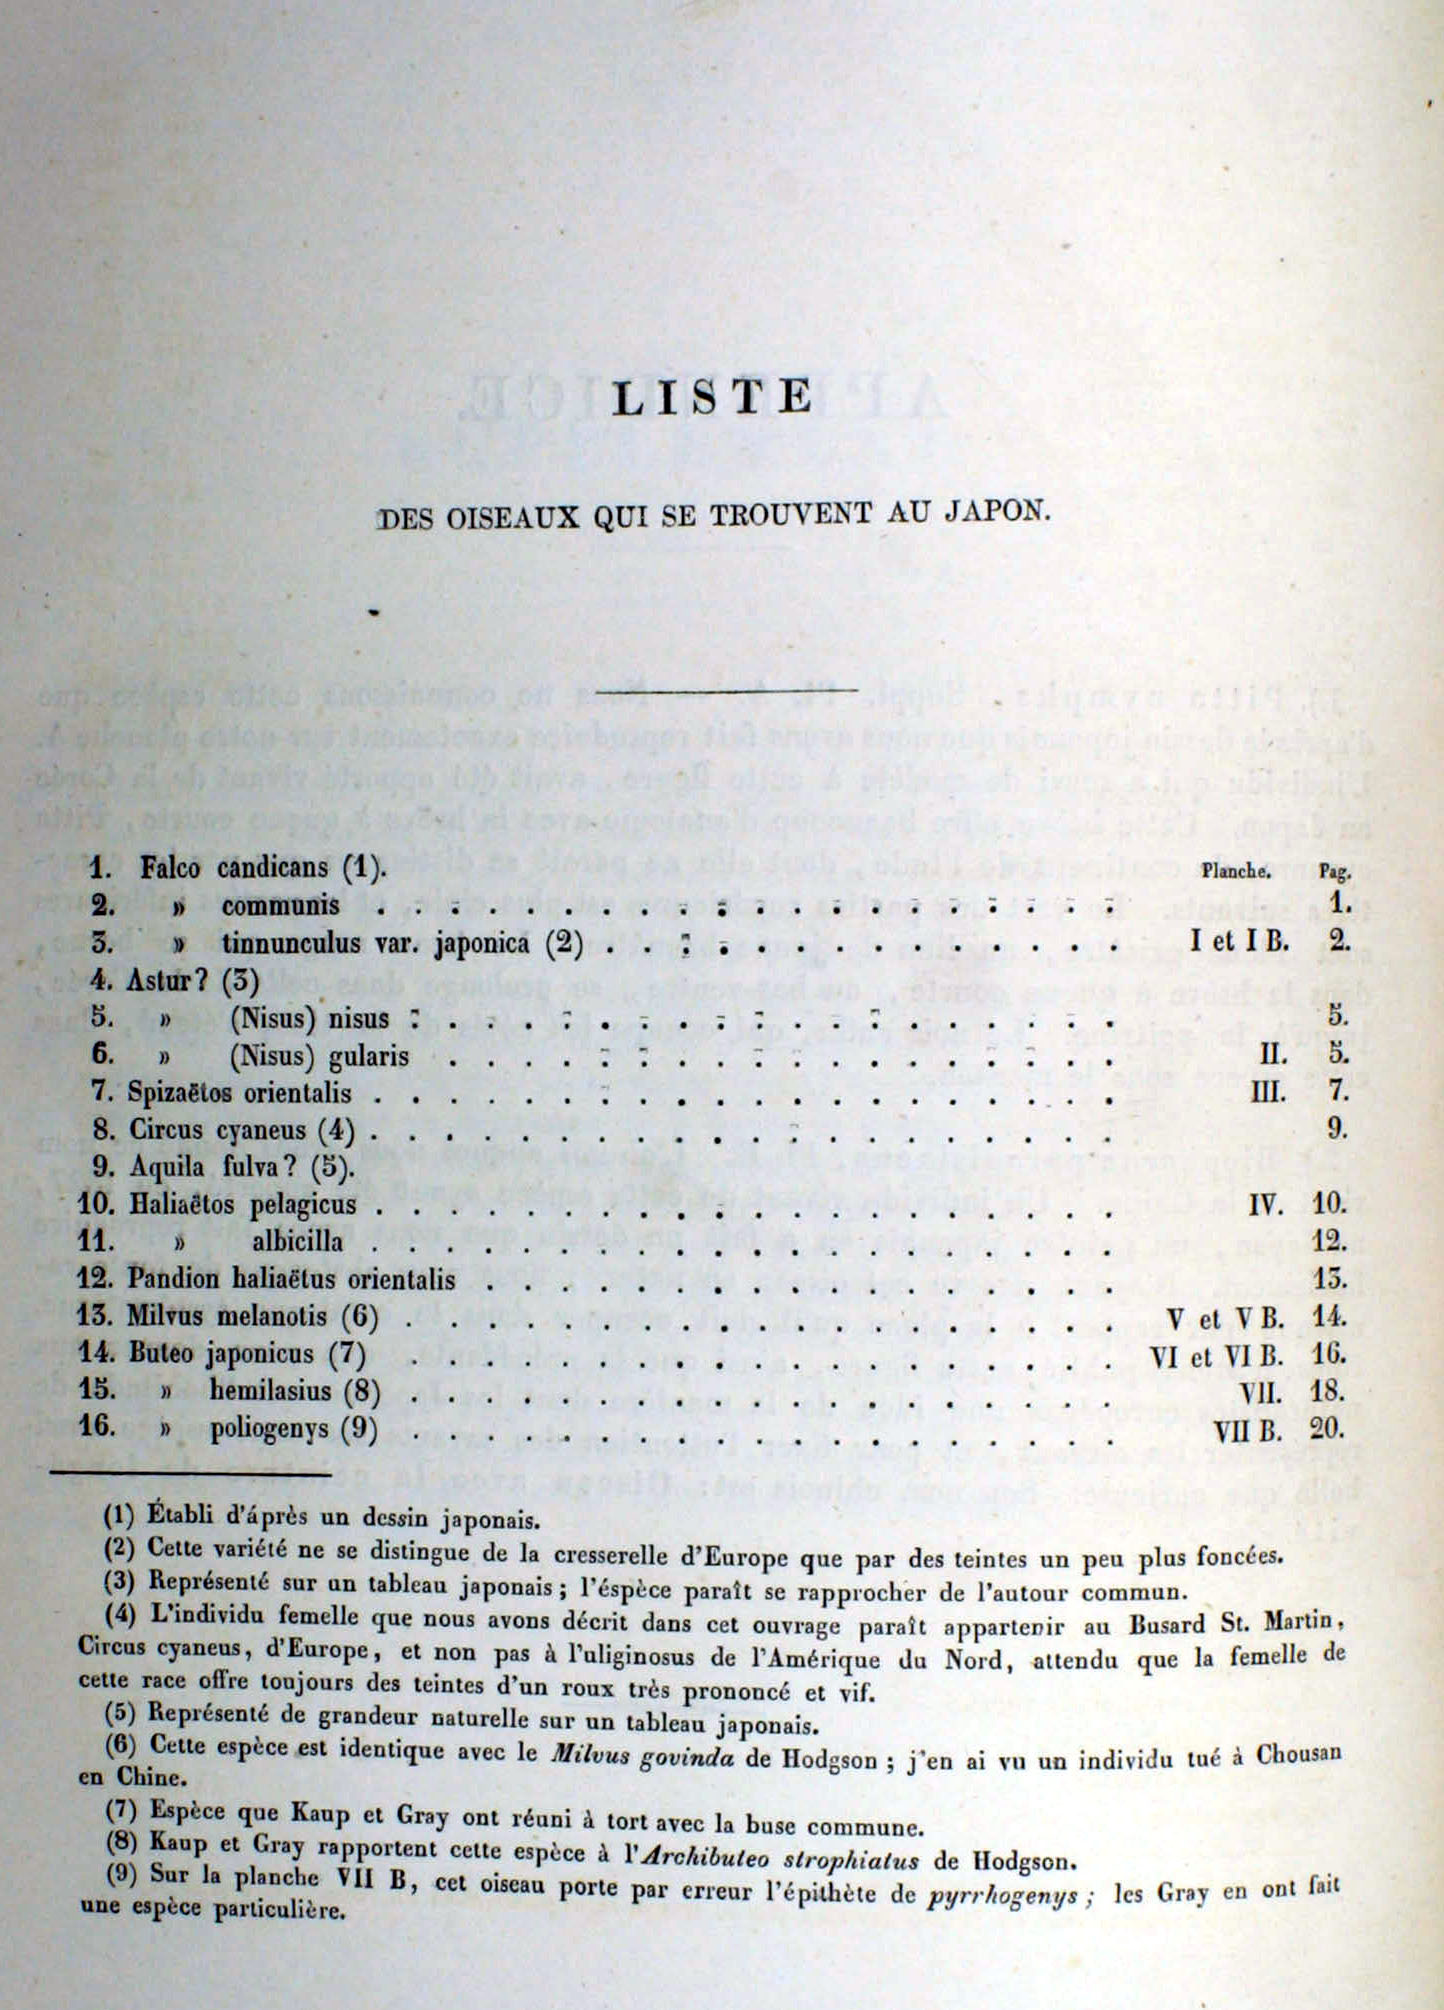 LISTE
DES OISEAUX QUI SE TROUVENT AU JAPON.
1. Falco candicans (1). Planche. Pag.
2. » communis . . . . . . . . . . . . . . . . . . . 1.
3. » tinnunculus var. japonica (2) . . . . . . . . . . . . . I et I B. 2.
4. Astur? (3)
5. » (Nisus) nisus . . . . . . . . . . . . . . . . . . . 5.
6. » (Nisus) gularis . . . . . . . . . . . . . . . . . . II. 5.
7. Spizaëtos orientalis . . . . . . . . . . . . . . . . . . . . III. 7.
8. Circus cyaneus (4) . . . . . . . . . . . . . . . . . . . . 9.
9. Aquila fulva? (5).
10. Haliaëtos pelagicus . . . . . . . . . . . . . . . . . . . . IV. 10.
11. » albicilla . . . . . . . . . . . . . . . . . . . . 12.
12. Pandion haliaëtus orientalis . . . . . . . . . . . . . . . . . 13.
13. Milvus melanotis (6) . . . . . . . . . . . . . . . . . . V et V B. 14.
14. Buteo japonicus (7) . . . . . . . . . . . . . . . . . . . VI et VI B. 16.
15. » hemilasius (8) . . . . . . . . . . . . . . . . . . . VII. 18.
16. » poliogenys (9) . . . . . . . . . . . . . . . . . . . VII B. 20.
(1) Établi d'áprès un dessin japonais.
(2) Cette variété ne se distingue de la cresserelle d'Europe que par des teintes un peu plus foncées.
(3) Représenté sur un tableau japonais; l'éspèce paraît se rapprocher de l'autour commun.
(4) L'individu femelle que nous avons décrit dans cet ouvrage paraît appartenir au Busard St. Martin,
Circus cyaneus, d'Europe, et non pas à l'uliginosus de l'Amérique du Nord, attendu que la femelle de
cette race offre toujours des teintes d'un roux très prononcé et vif.
(5) Représenté de grandeur naturelle sur un tableau japonais.
(6) Cette espèce est identique avec le Milvus govinda de Hodgson; j'en ai vu un individu tué à Chousan
en Chine.
(7) Espèce que Kaup et Gray ont réuni à tort avec la buse commune.
(8) Kaup et Gray rapportent cette espèce à l'Archibuteo strophiatus de Hodgson.
(9) Sur la planche VII B, cet oiseau porte par erreur l'épithète de pyrrhogenys; les Gray en ont fait
une espèce particulière.